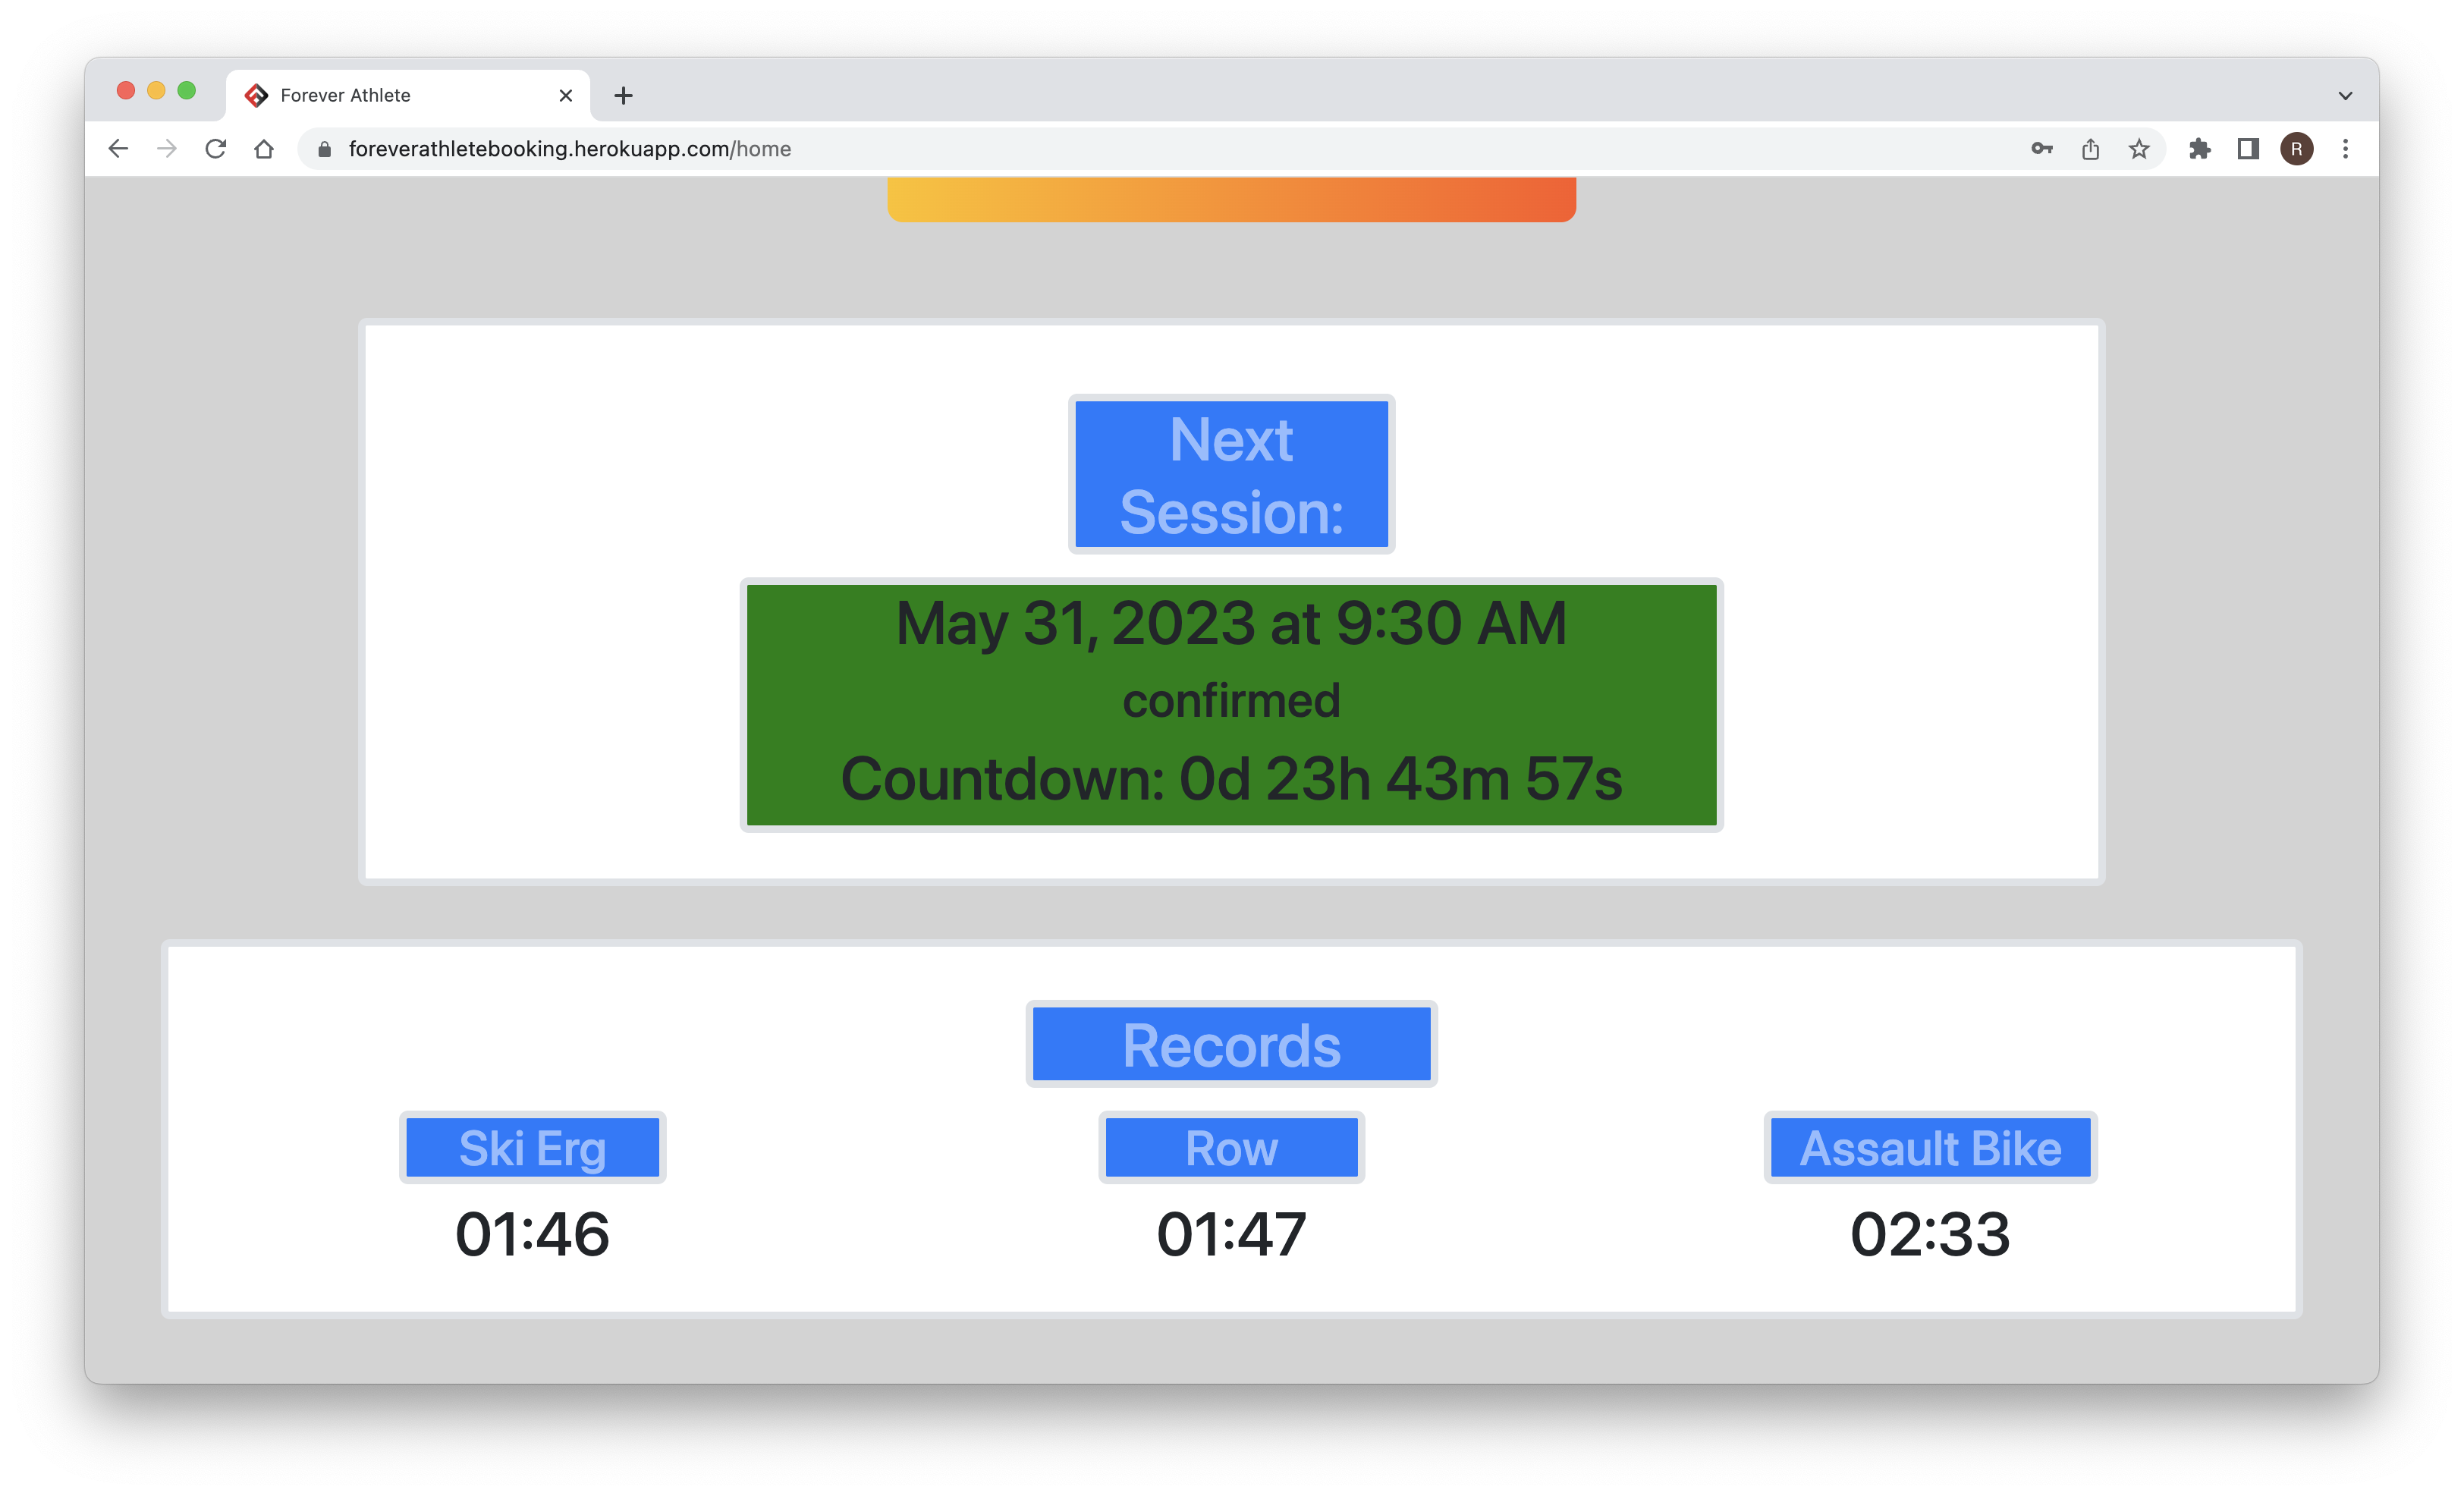 Forever Athlete
foreverathletebooking.herokuapp.com/home
R
Next
Session:
May 31, 2023 at 9:30 AM
confirmed
Countdown: 0d 23h 43m 57s
Records
Ski Erg
Row
Assault Bike
01:46
01:47
02:33